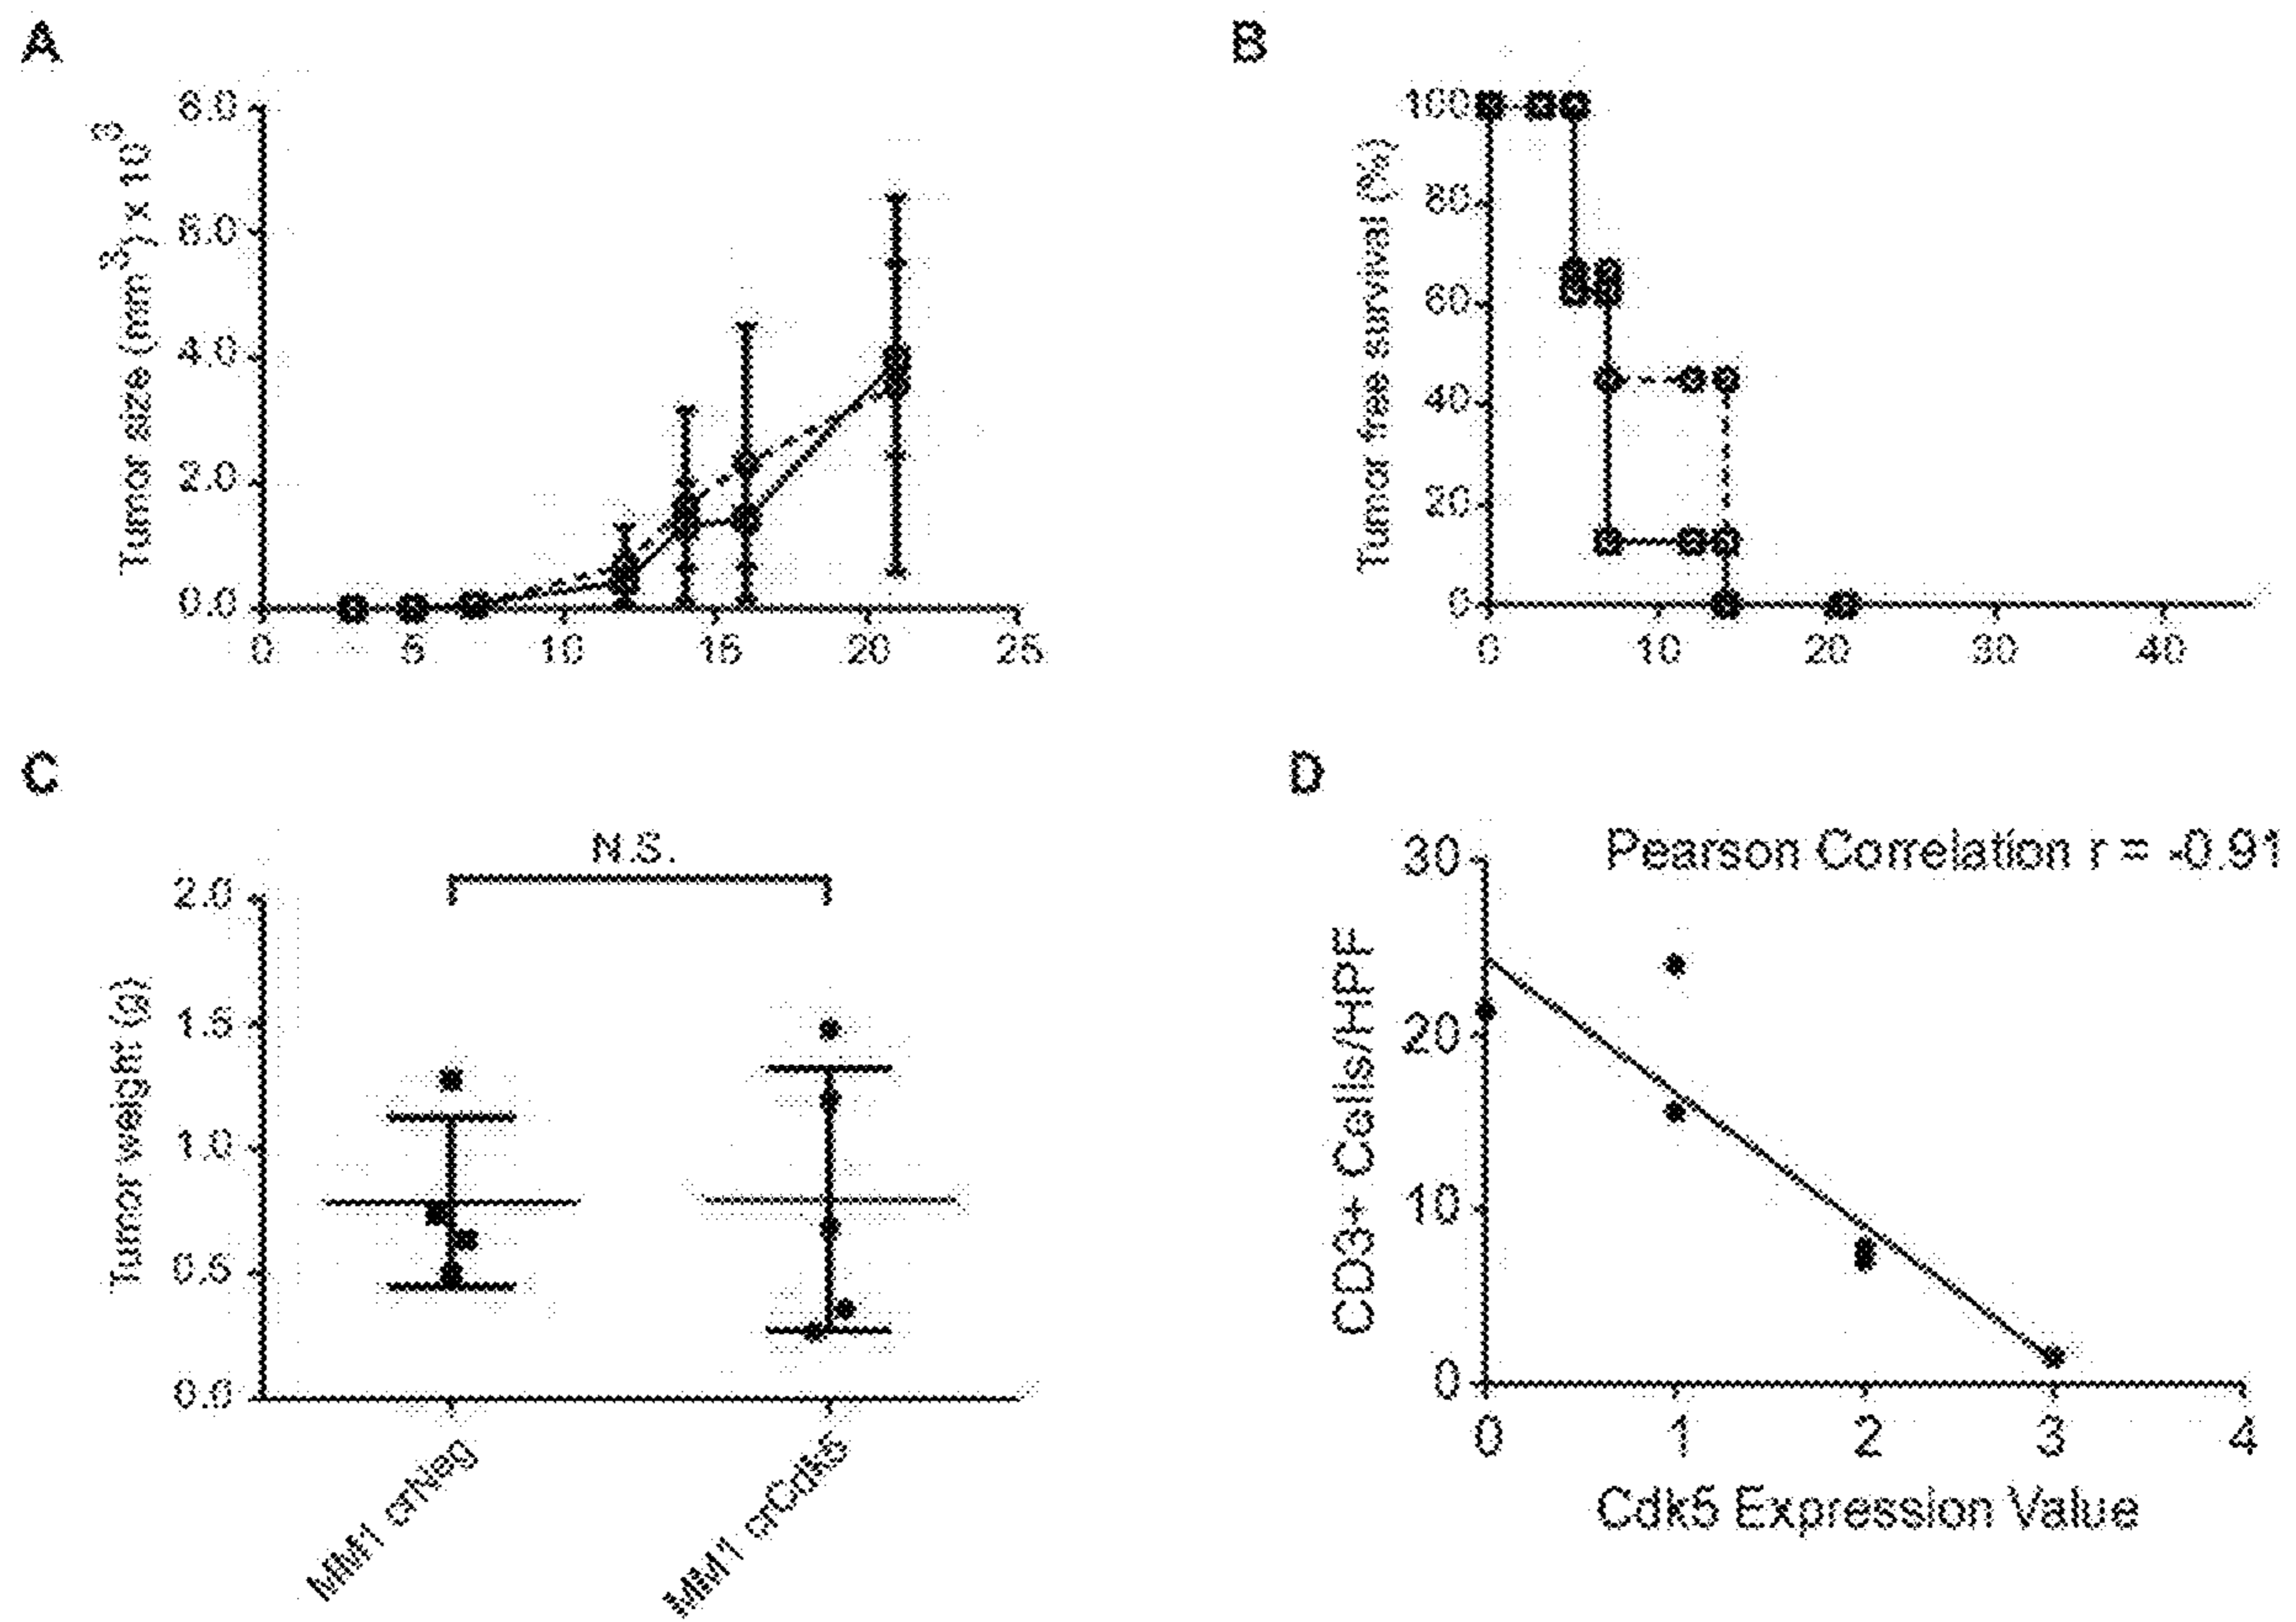 A
Tumor size (mm³) x 10³
8.0
6.0
4.0
2.0
0.0
0 5 10 15 20 25
B
Tumor free survival (%)
100
80
60
40
20
0
0 10 20 30 40
C
N.S.
Tumor weight (g)
2.0
1.5
1.0
0.5
0.0
MM1 crNeg
MM1 crCdk5
D
Pearson Correlation r = -0.91
CD3+ Cells/HPF
30
20
10
0
0 1 2 3 4
Cdk5 Expression Value